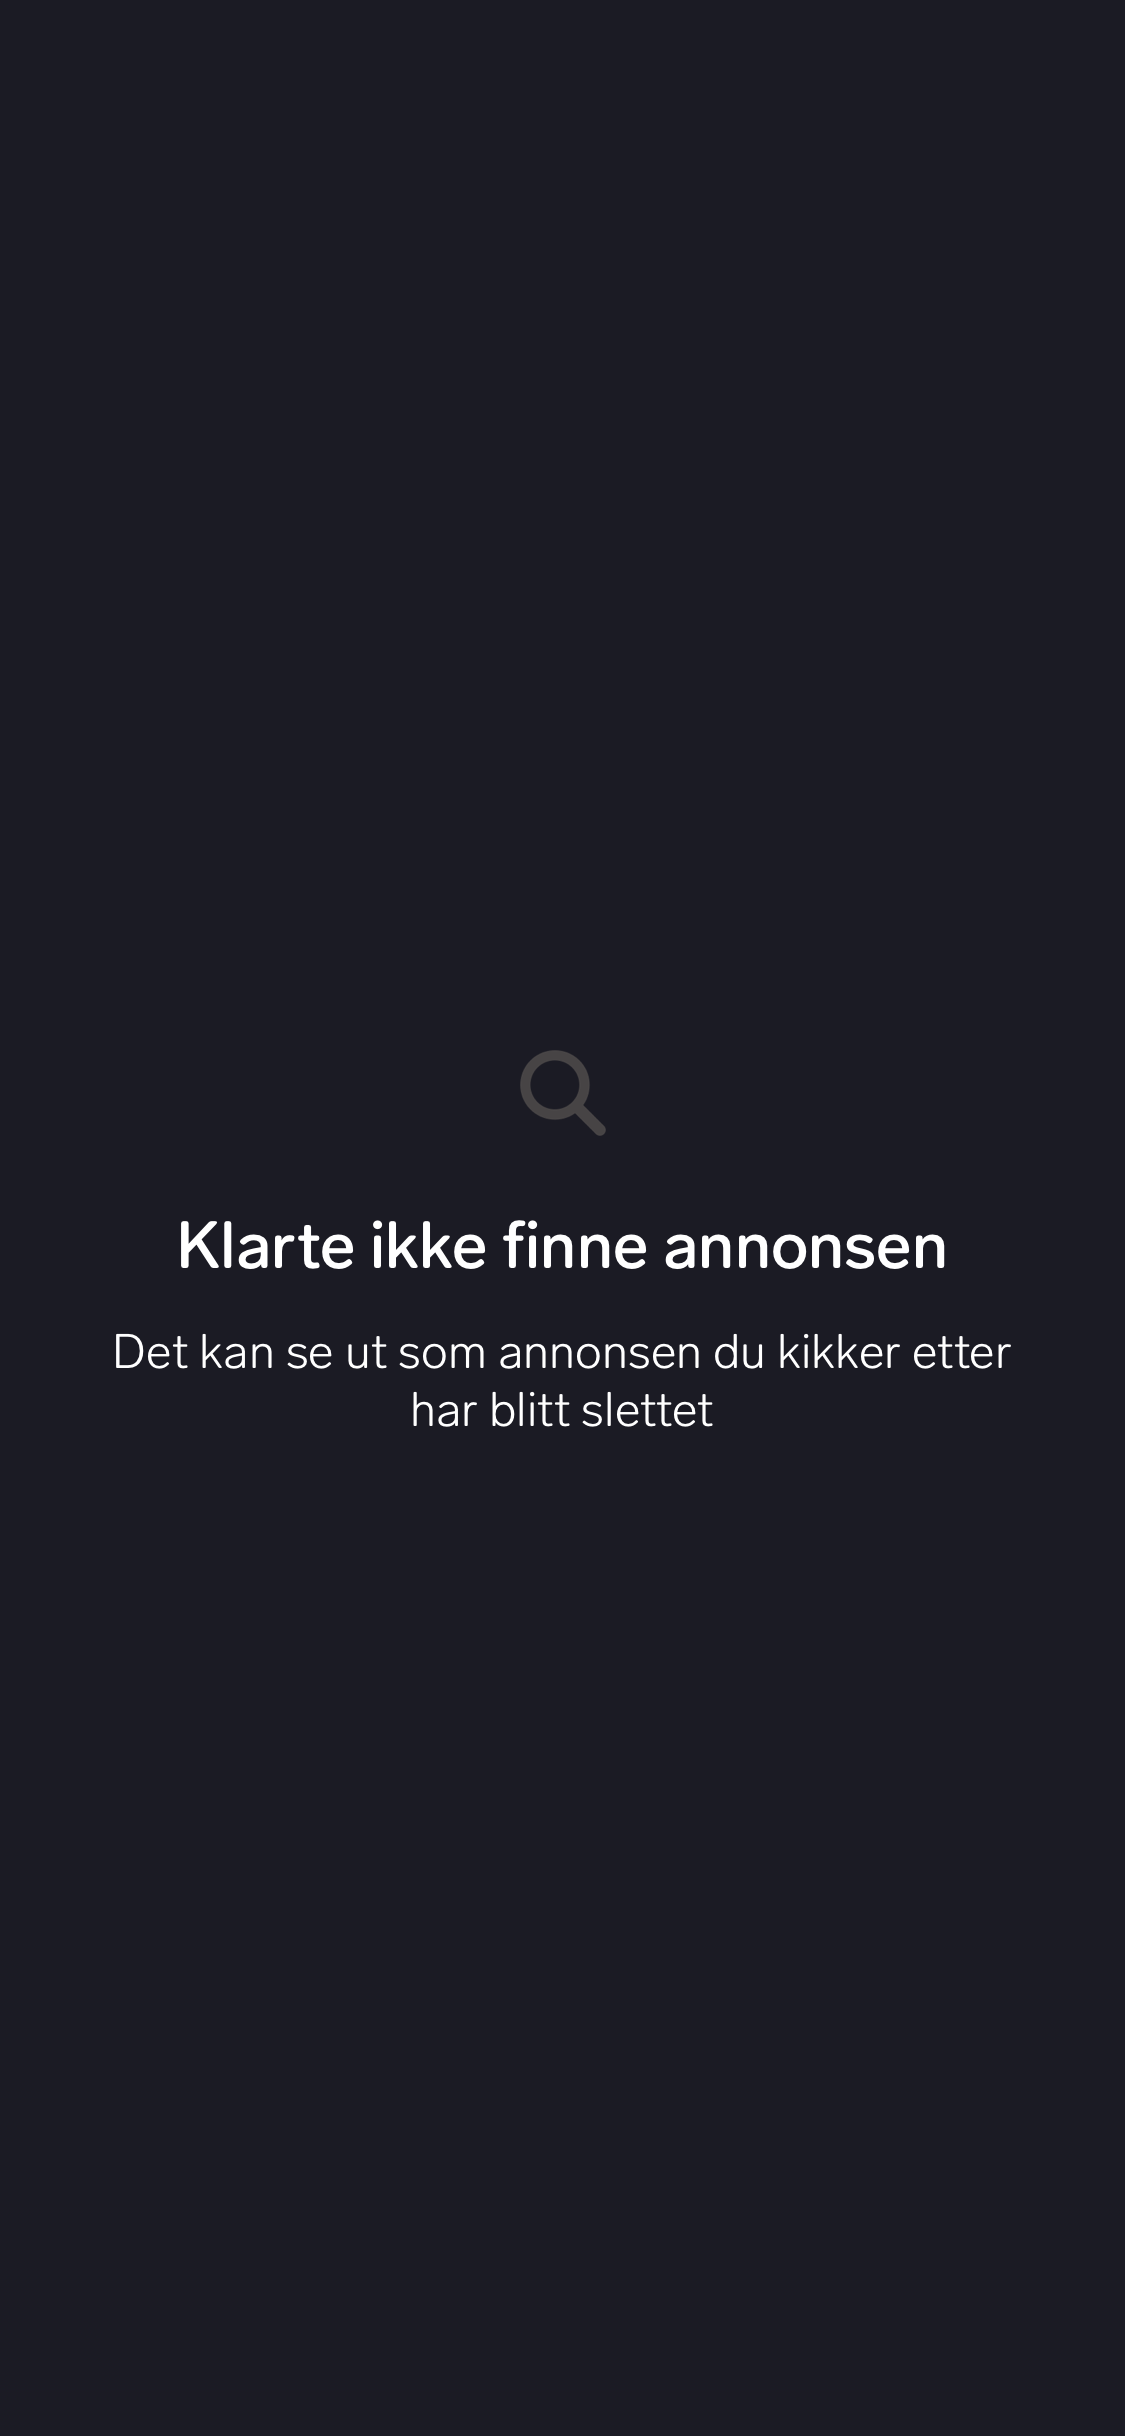 Klarte ikke finne annonsen
Det kan se ut som annonsen du kikker etter
har blitt slettet